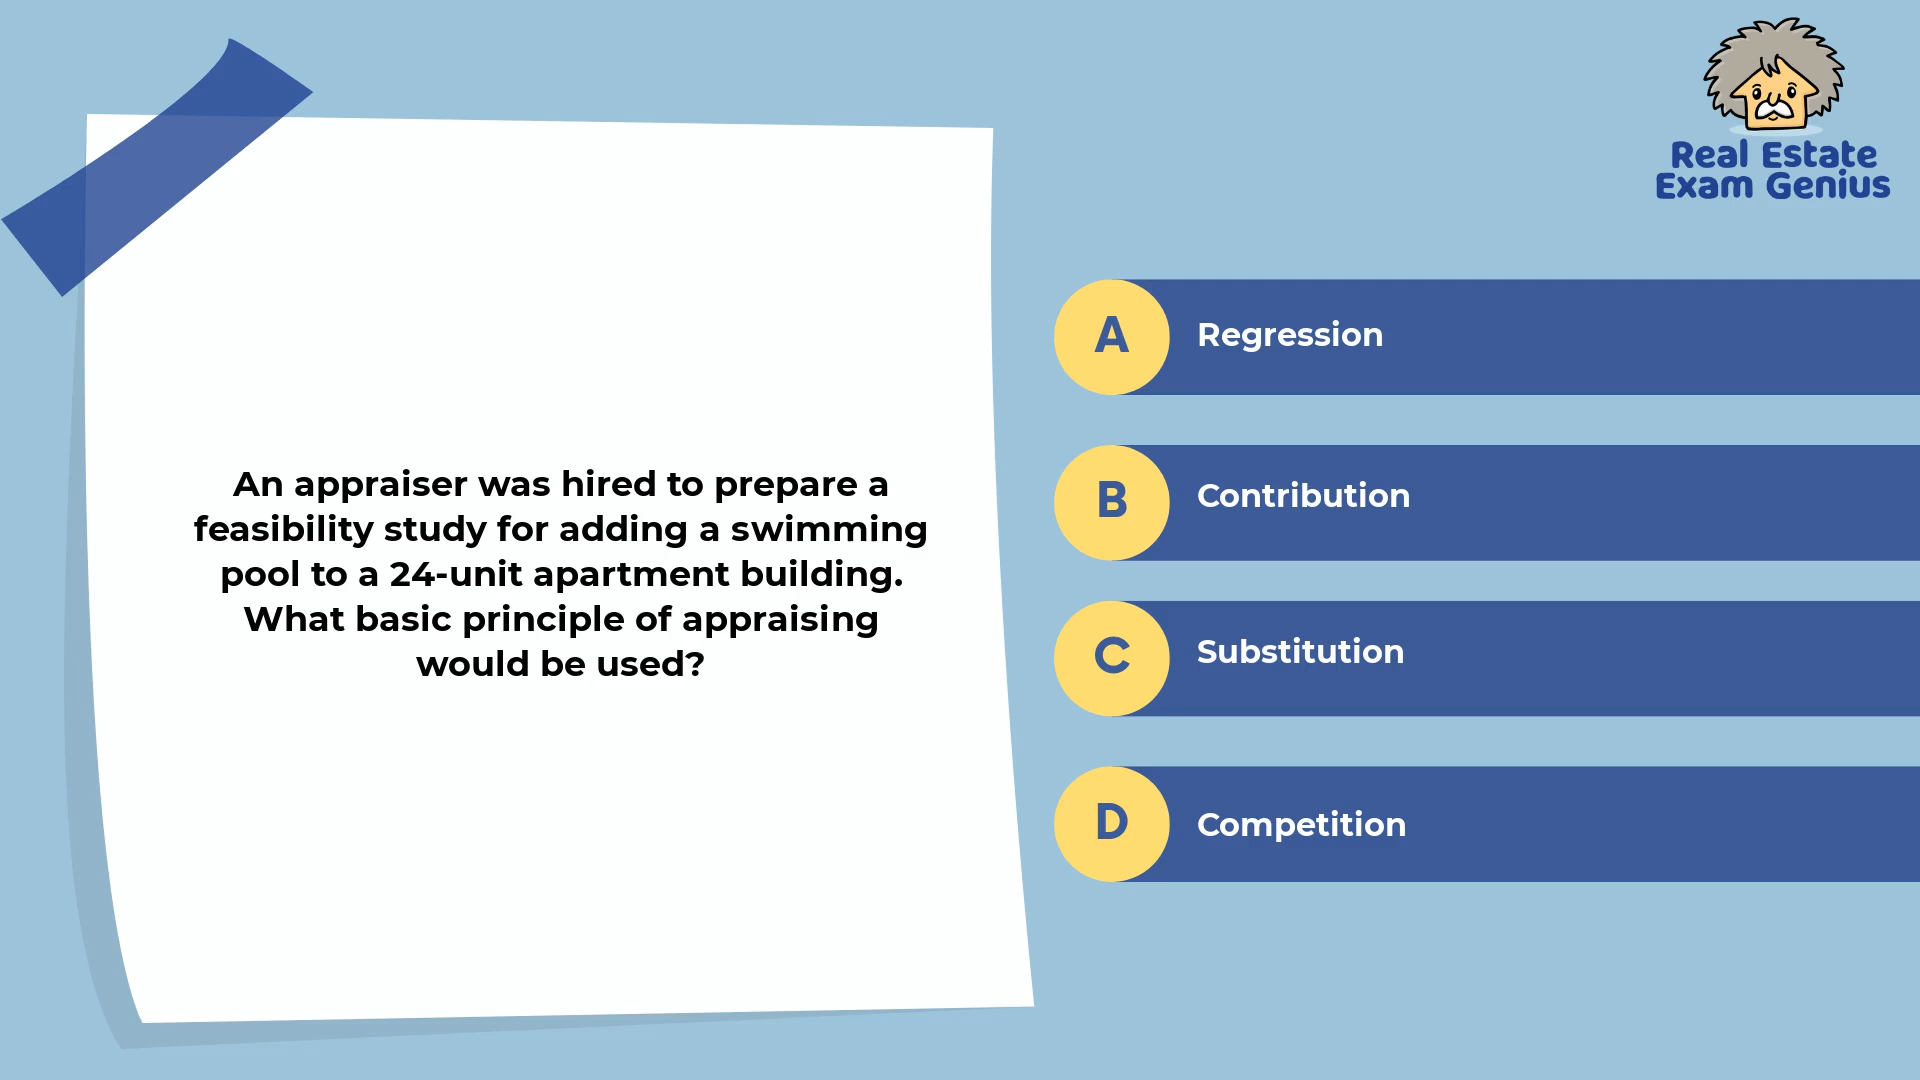 Real Estate
Exam Genius
An appraiser was hired to prepare a
feasibility study for adding a swimming
pool to a 24-unit apartment building.
What basic principle of appraising
would be used?
A Regression
B Contribution
C Substitution
D Competition